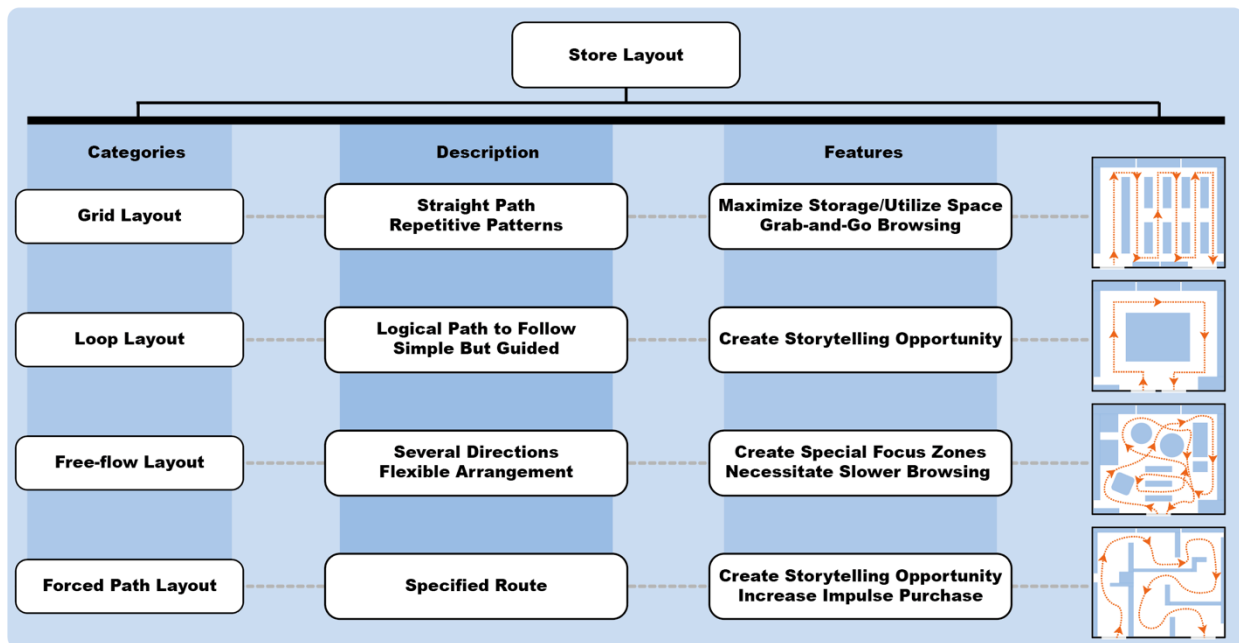 Store Layout
Categories
Description
Features
Grid Layout
Straight Path
Repetitive Patterns
Maximize Storage/Utilize Space
Grab-and-Go Browsing
Loop Layout
Logical Path to Follow
Simple But Guided
Create Storytelling Opportunity
Free-flow Layout
Several Directions
Flexible Arrangement
Create Special Focus Zones
Necessitate Slower Browsing
Forced Path Layout
Specified Route
Create Storytelling Opportunity
Increase Impulse Purchase